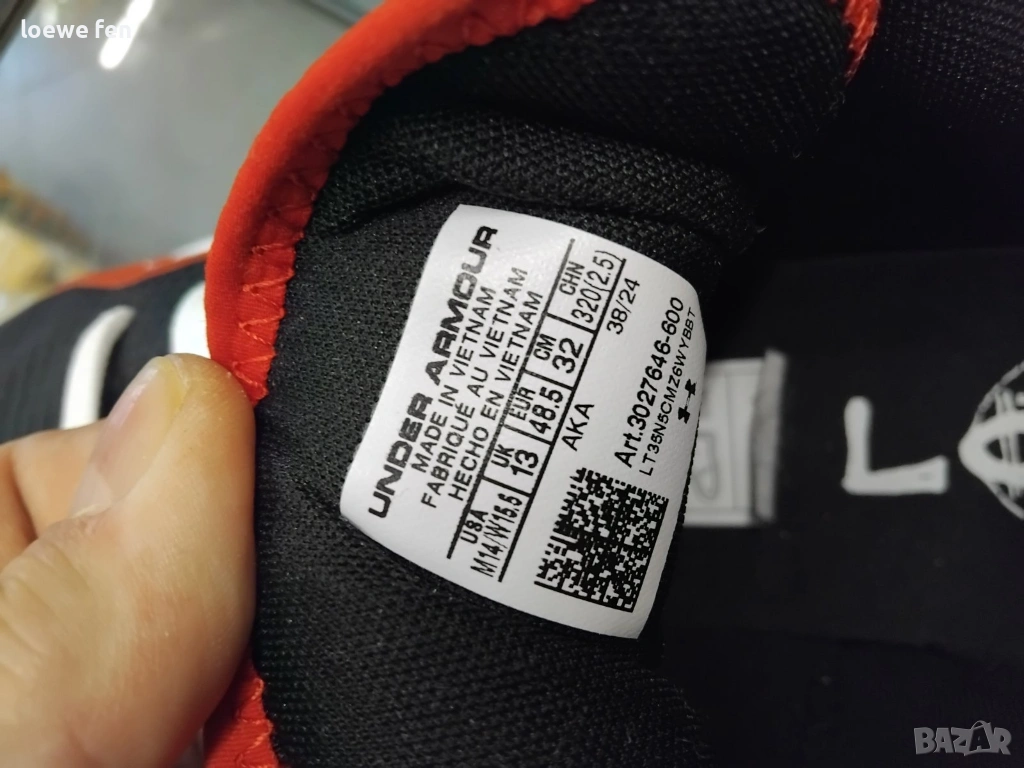 loewe fen
UNDER ARMOUR
MADE IN VIETNAM
FABRIQUÉ AU VIETNAM
HECHO EN VIETNAM
USA UK EUR CM CHN
M14/W15.5 13 48.5 32 320(2.5)
AKA 38/24
Art.3027646-600
LT35N5CMZ6WYBBT
L
BAZAR